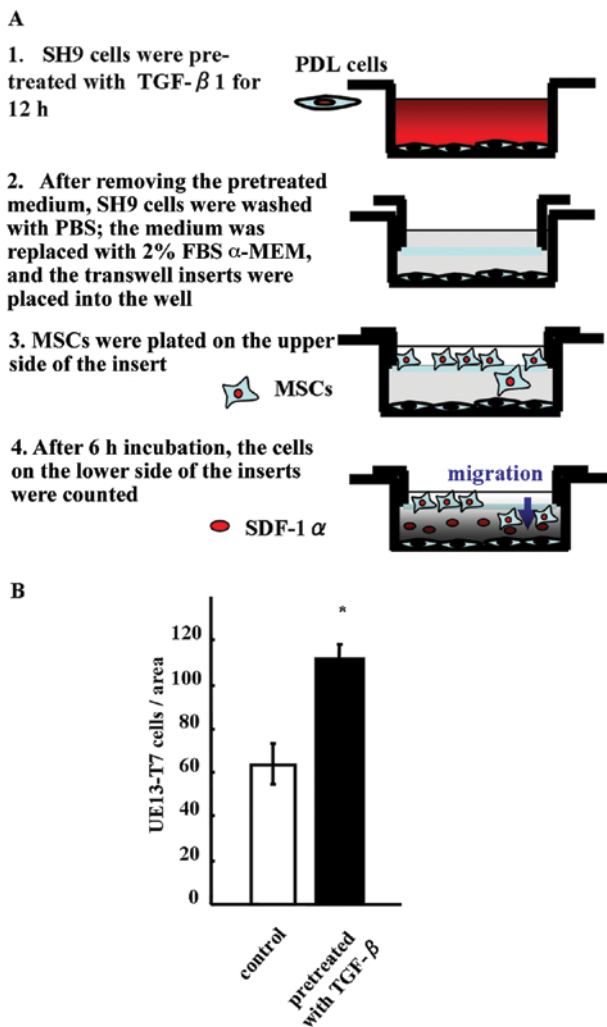 A
1. SH9 cells were pre-
treated with TGF-β 1 for
12 h
PDL cells
2. After removing the pretreated
medium, SH9 cells were washed
with PBS; the medium was
replaced with 2% FBS α-MEM,
and the transwell inserts were
placed into the well
3. MSCs were plated on the upper
side of the insert
MSCs
4. After 6 h incubation, the cells
on the lower side of the inserts
were counted
migration
SDF-1 α
B
UE13-T7 cells / area
120
100
80
60
40
20
0
*
control
pretreated
with TGF-β